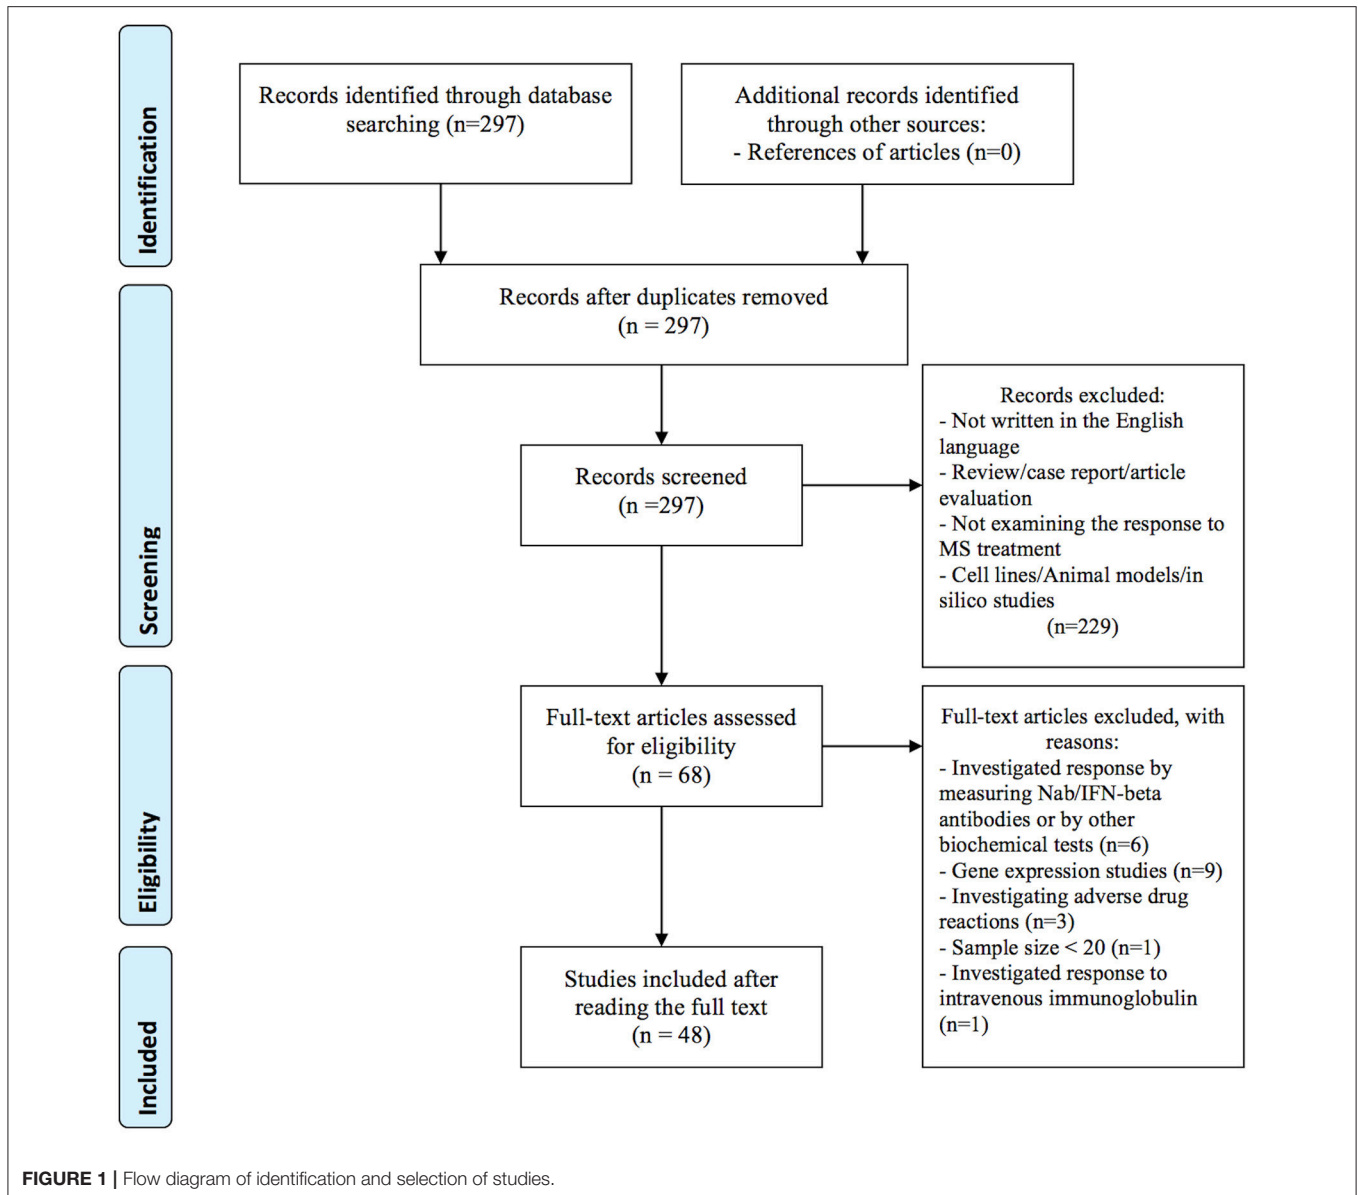 Identification
Records identified through database
searching (n=297)
Additional records identified
through other sources:
- References of articles (n=0)
Records after duplicates removed
(n = 297)
Screening
Records screened
(n =297)
Records excluded:
- Not written in the English
language
- Review/case report/article
evaluation
- Not examining the response to
MS treatment
- Cell lines/Animal models/in
silico studies
(n=229)
Eligibility
Full-text articles assessed
for eligibility
(n = 68)
Full-text articles excluded, with
reasons:
- Investigated response by
measuring Nab/IFN-beta
antibodies or by other
biochemical tests (n=6)
- Gene expression studies (n=9)
- Investigating adverse drug
reactions (n=3)
- Sample size < 20 (n=1)
- Investigated response to
intravenous immunoglobulin
(n=1)
Included
Studies included after
reading the full text
(n = 48)
FIGURE 1 | Flow diagram of identification and selection of studies.